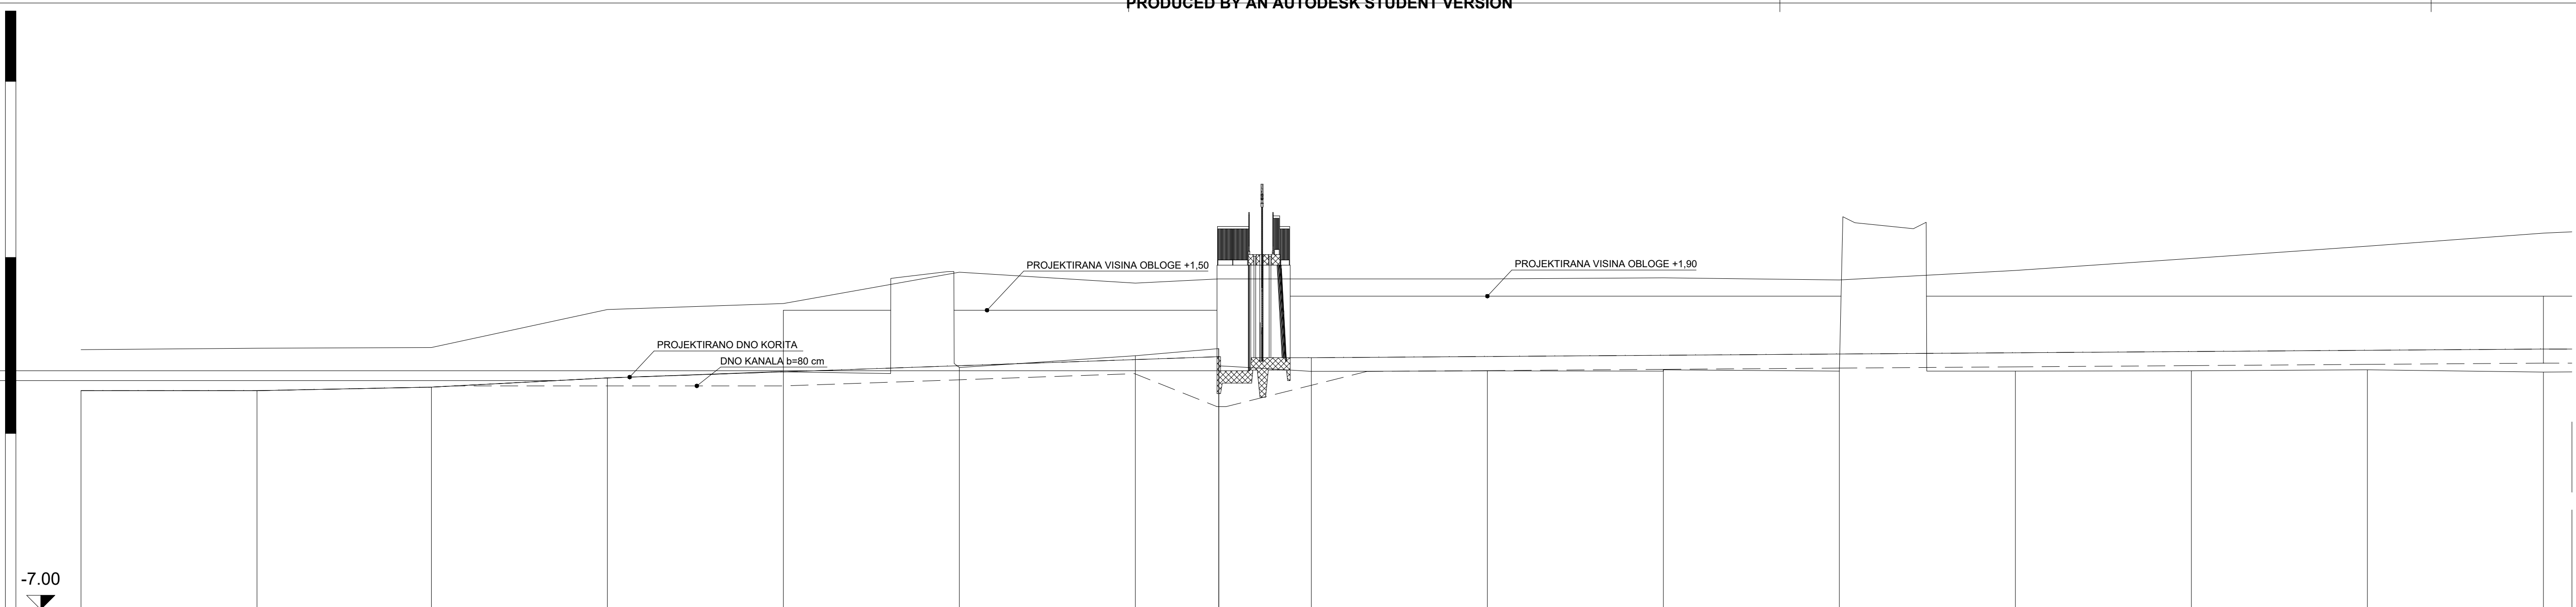 PRODUCED BY AN AUTODESK STUDENT VERSION
PROJEKTIRANA VISINA OBLOGE +1,50
PROJEKTIRANA VISINA OBLOGE +1,90
PROJEKTIRANO DNO KORITA
DNO KANALA b=80 cm
-7.00